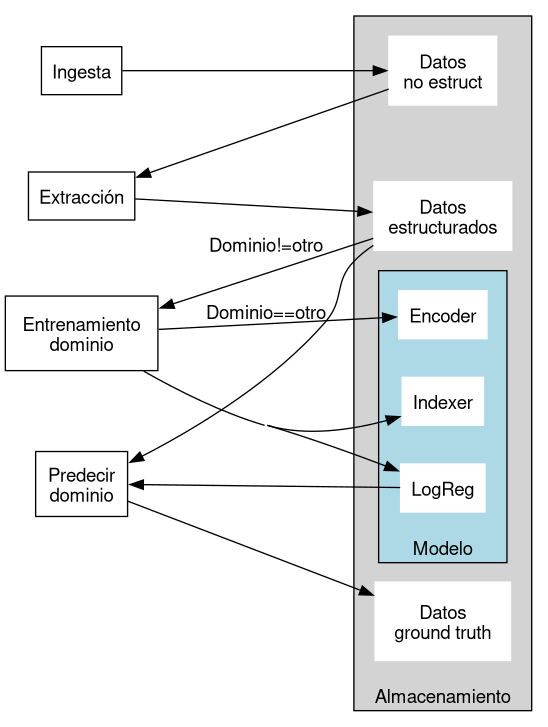 Ingesta
Datos
no estruct
Extracción
Datos
estructurados
Dominio!=otro
Entrenamiento
dominio
Dominio==otro
Encoder
Indexer
Predecir
dominio
LogReg
Modelo
Datos
ground truth
Almacenamiento